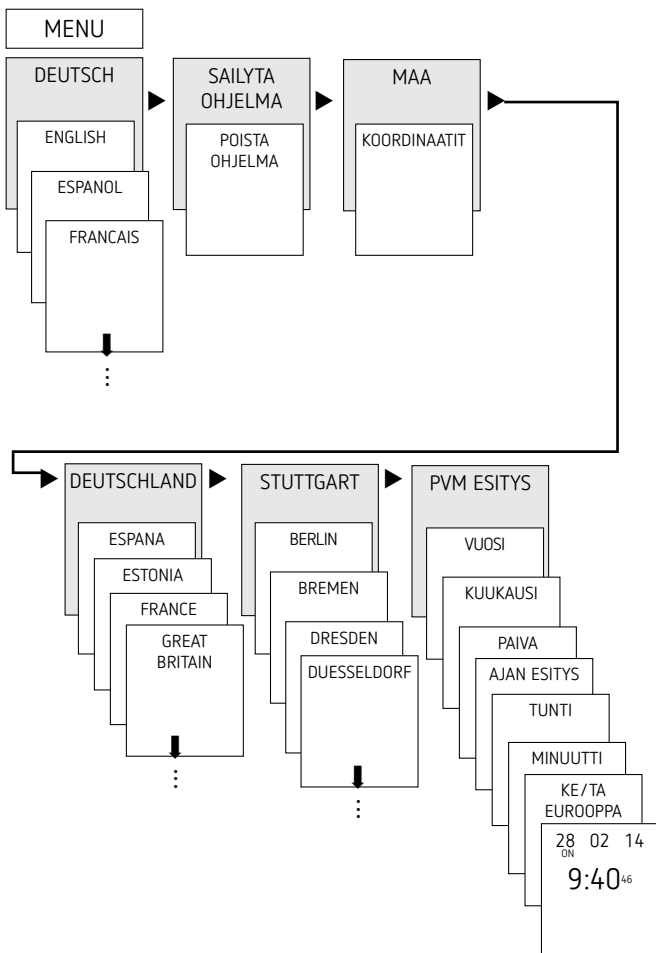 MENU
DEUTSCH
ENGLISH
ESPANOL
FRANCAIS
SAILYTA
OHJELMA
POISTA
OHJELMA
MAA
KOORDINAATIT
DEUTSCHLAND
ESPANA
ESTONIA
FRANCE
GREAT
BRITAIN
STUTTGART
BERLIN
BREMEN
DRESDEN
DUESSELDORF
PVM ESITYS
VUOSI
KUUKAUSI
PAIVA
AJAN ESITYS
TUNTI
MINUUTTI
KE/TA
EUROOPPA
28 02 14
ON
9:40 46